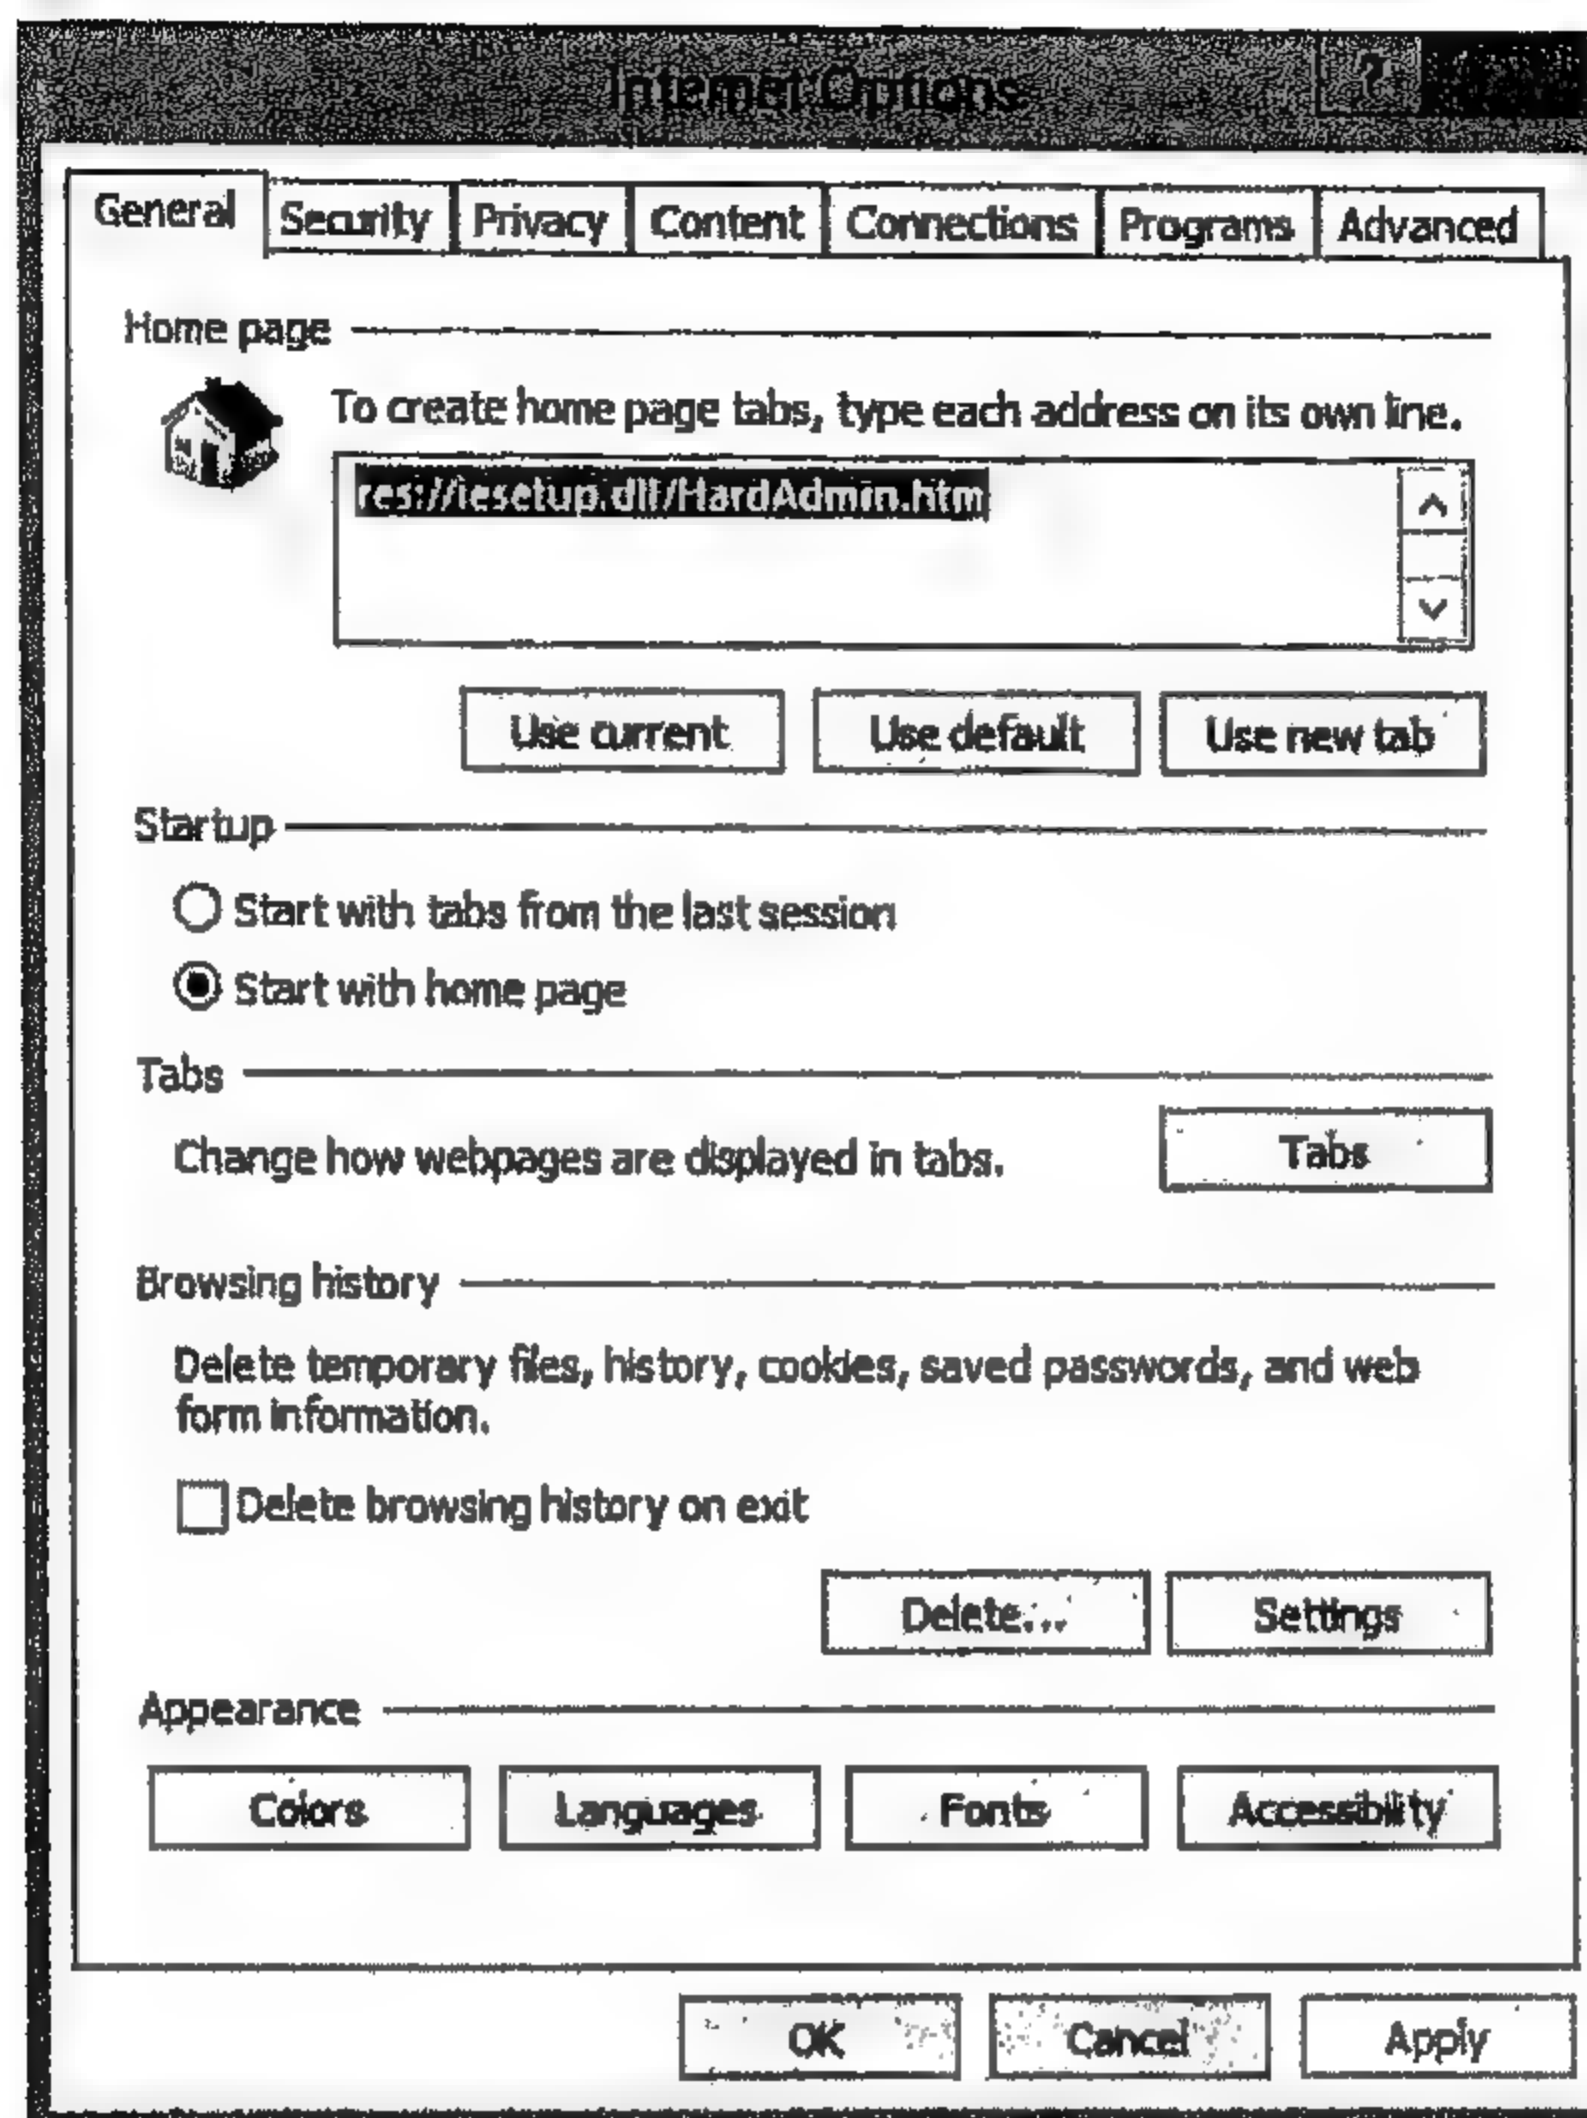 Internet Options ?
General Security Privacy Content Connections Programs Advanced
Home page
To create home page tabs, type each address on its own line.
res://iesetup.dll/HardAdmin.htm
Use current Use default Use new tab
Startup
Start with tabs from the last session
Start with home page
Tabs
Change how webpages are displayed in tabs. Tabs
Browsing history
Delete temporary files, history, cookies, saved passwords, and web
form information.
Delete browsing history on exit
Delete... Settings
Appearance
Colors Languages Fonts Accessibility
OK Cancel Apply